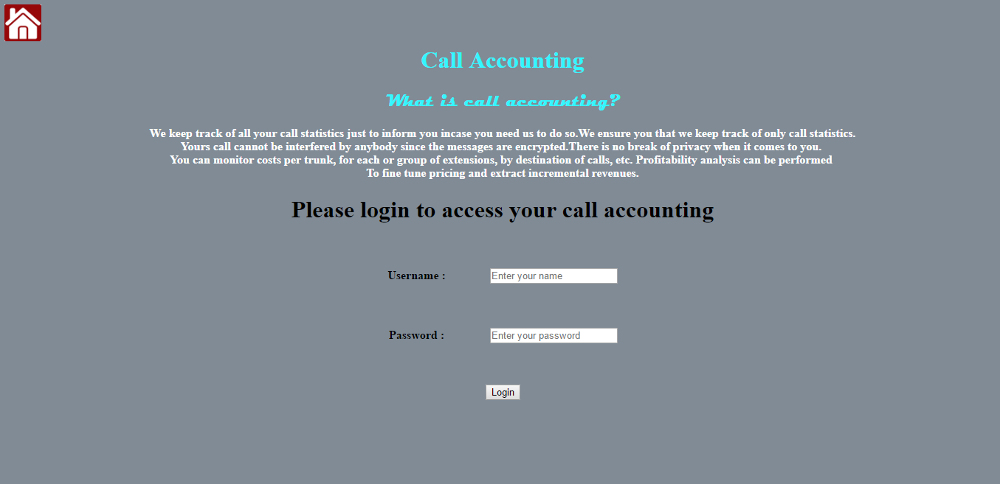 Call Accounting
What is call accounting?
We keep track of all your call statistics just to inform you incase you need us to do so.We ensure you that we keep track of only call statistics.
Yours call cannot be interfered by anybody since the messages are encrypted.There is no break of privacy when it comes to you.
You can monitor costs per trunk, for each or group of extensions, by destination of calls, etc. Profitability analysis can be performed
To fine tune pricing and extract incremental revenues.
Please login to access your call accounting
Username : Enter your name
Password : Enter your password
Login